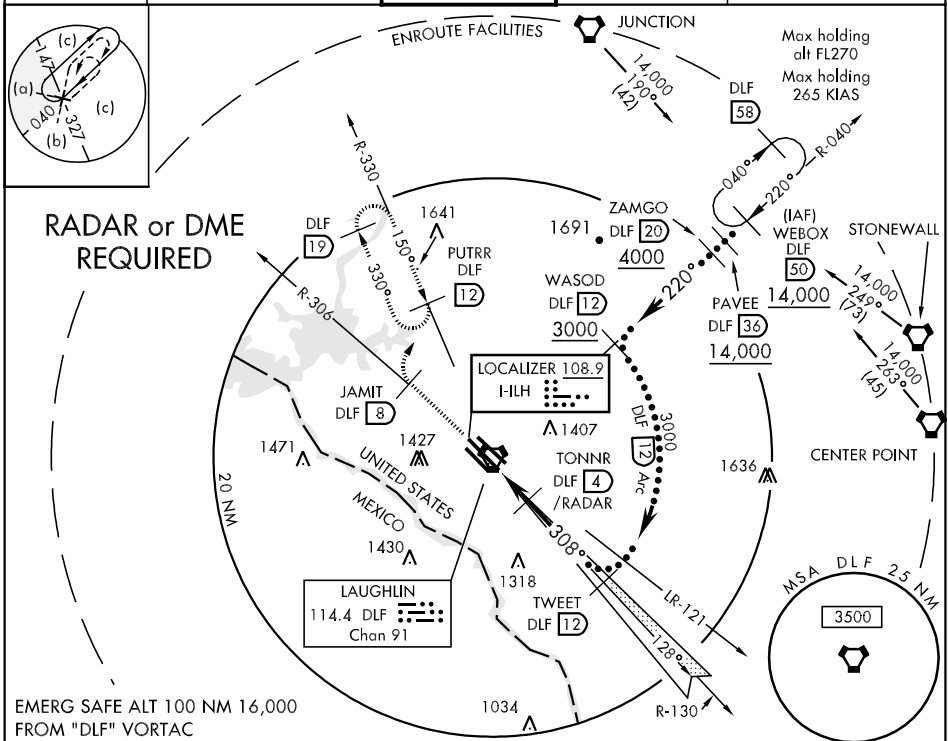 (c)
147
(a)
(c)
040
327
(b)
ENROUTE FACILITIES
JUNCTION
14,000
190°
(42)
Max holding
alt FL270
Max holding
265 KIAS
DLF
58
R-040
040°
220°
RADAR or DME
REQUIRED
R-330
DLF
19
150°
330°
1641
PUTRR
DLF
12
1691
ZAMGO
DLF 20
4000
220°
(IAF)
WEBOX
DLF
50
14,000
STONEWALL
14,000
249°
(73)
WASOD
DLF 12
3000
PAVEE
DLF 36
14,000
14,000
263°
(45)
R-306
LOCALIZER 108.9
I-ILH
JAMIT
DLF 8
3000
DLF 12 Arc
1407
CENTER POINT
1471
1427
UNITED STATES
MEXICO
TONNR
DLF 4
/RADAR
1636
20 NM
308°
1430
1318
LAUGHLIN
114.4 DLF
Chan 91
TWEET
DLF 12
LR-121
128°
R-130
MSA DLF 25 NM
3500
1034
EMERG SAFE ALT 100 NM 16,000
FROM "DLF" VORTAC